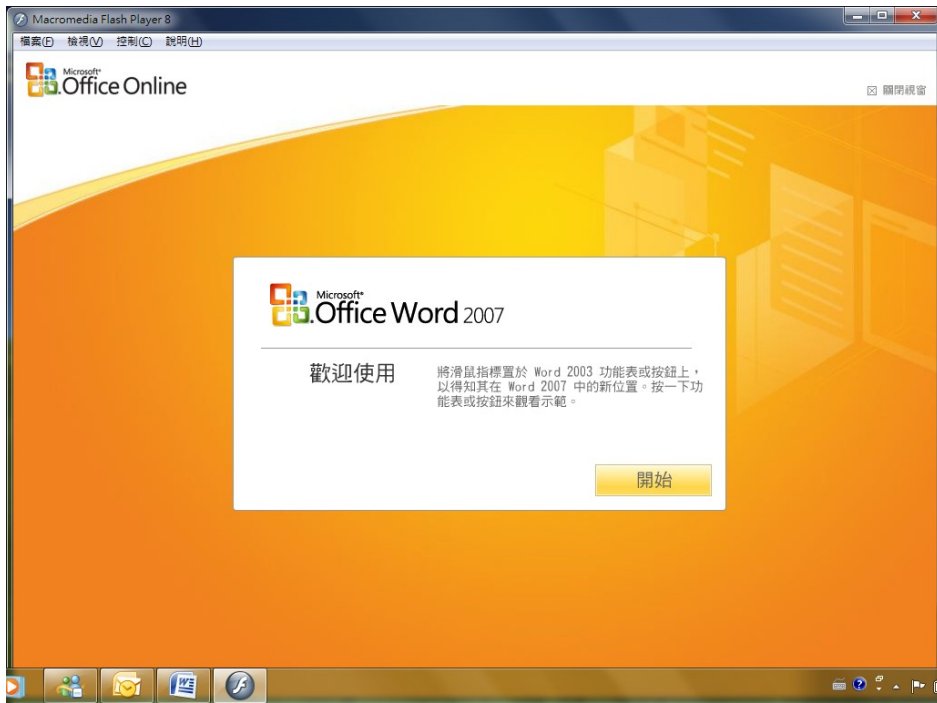 Macromedia Flash Player 8
檔案(F) 檢視(V) 控制(C) 說明(H)
Microsoft®
Office Online
關閉視窗
Microsoft®
Office Word 2007
歡迎使用
將滑鼠指標置於 Word 2003 功能表或按鈕上，
以得知其在 Word 2007 中的新位置。按一下功
能表或按鈕來觀看示範。
開始